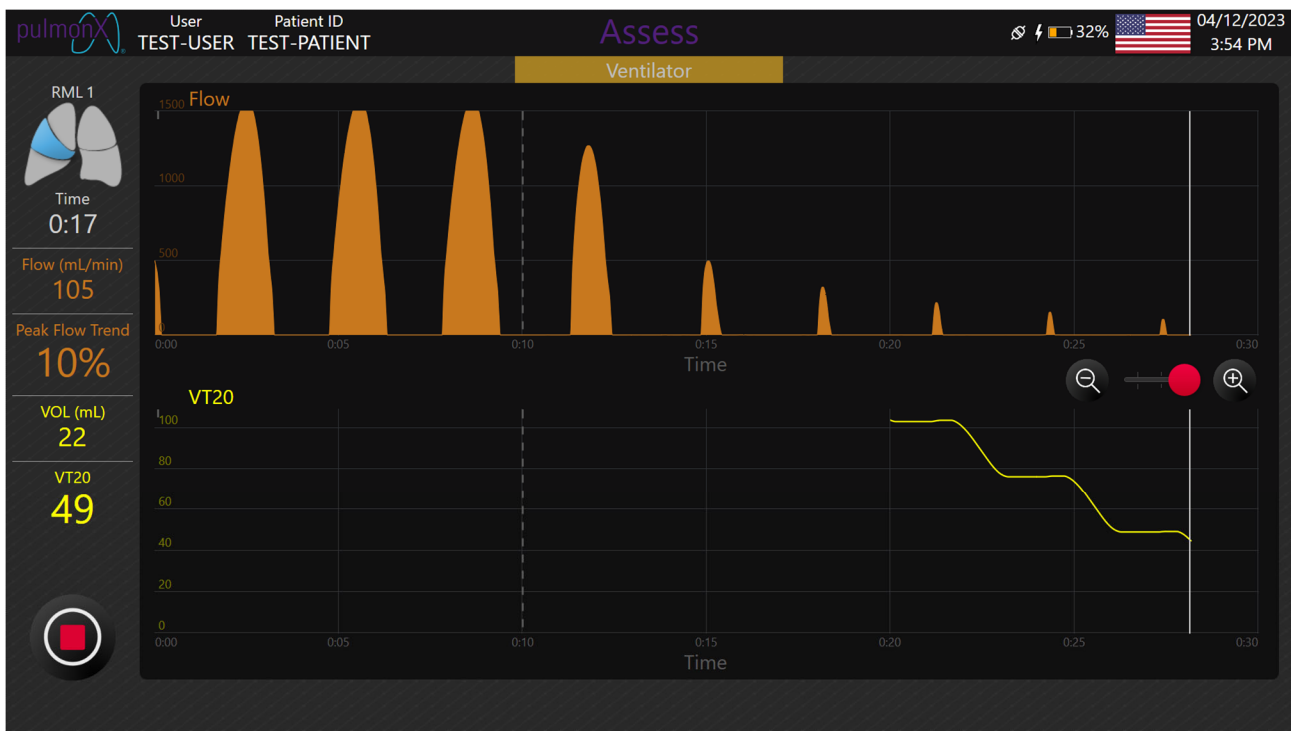 pulmonX
User Patient ID
TEST-USER TEST-PATIENT
Assess
32%
04/12/2023
3:54 PM
Ventilator
RML 1
Time
0:17
Flow (mL/min)
105
Peak Flow Trend
10%
VOL (mL)
22
VT20
49
Flow
1500
1000
500
0
0:00 0:05 0:10 0:15 0:20 0:25 0:30
Time
VT20
100
80
60
40
20
0
0:00 0:05 0:10 0:15 0:20 0:25 0:30
Time